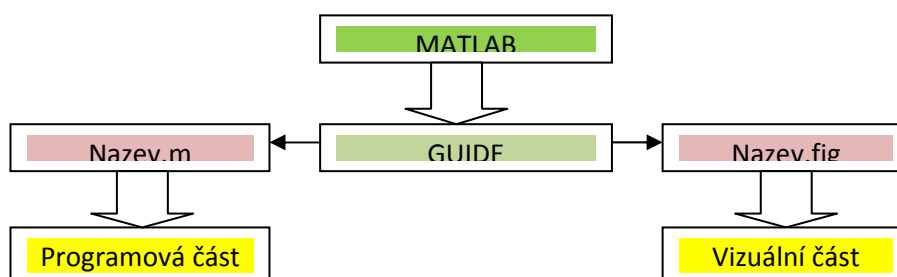 MATLAB
Nazev.m
GUIDE
Nazev.fig
Programová část
Vizuální část